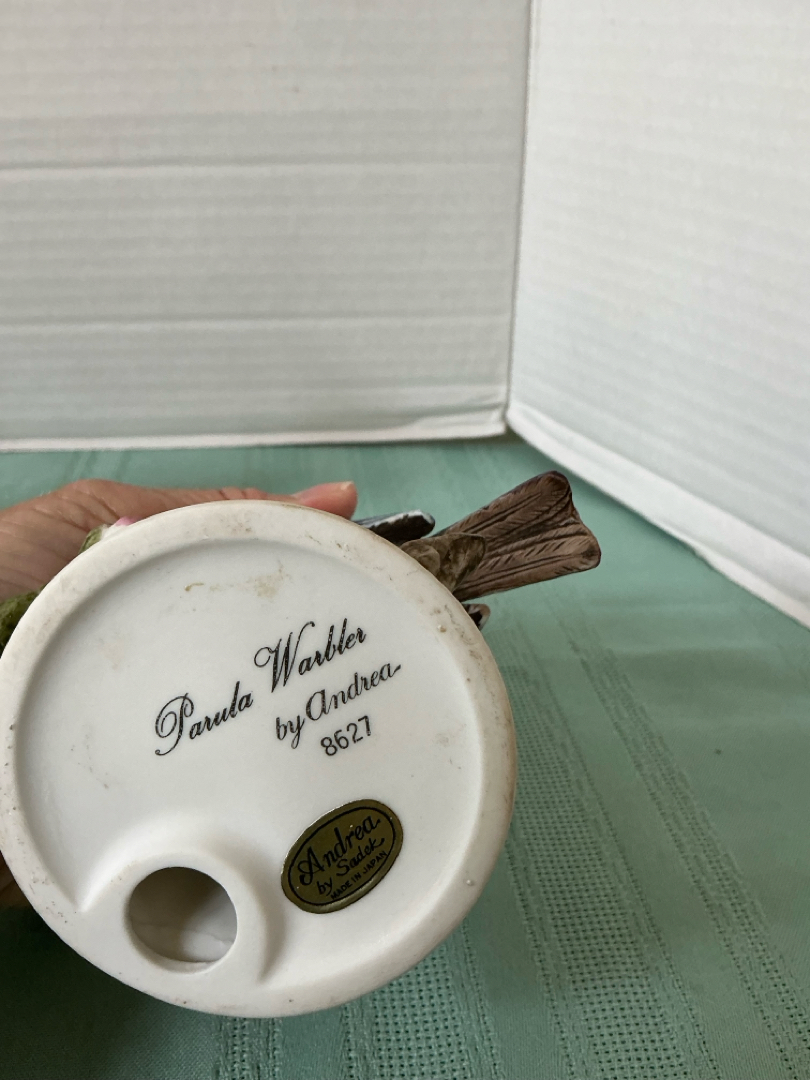 Parula Warbler
by Andrea
8627
Andrea
by Sadek
MADE IN JAPAN